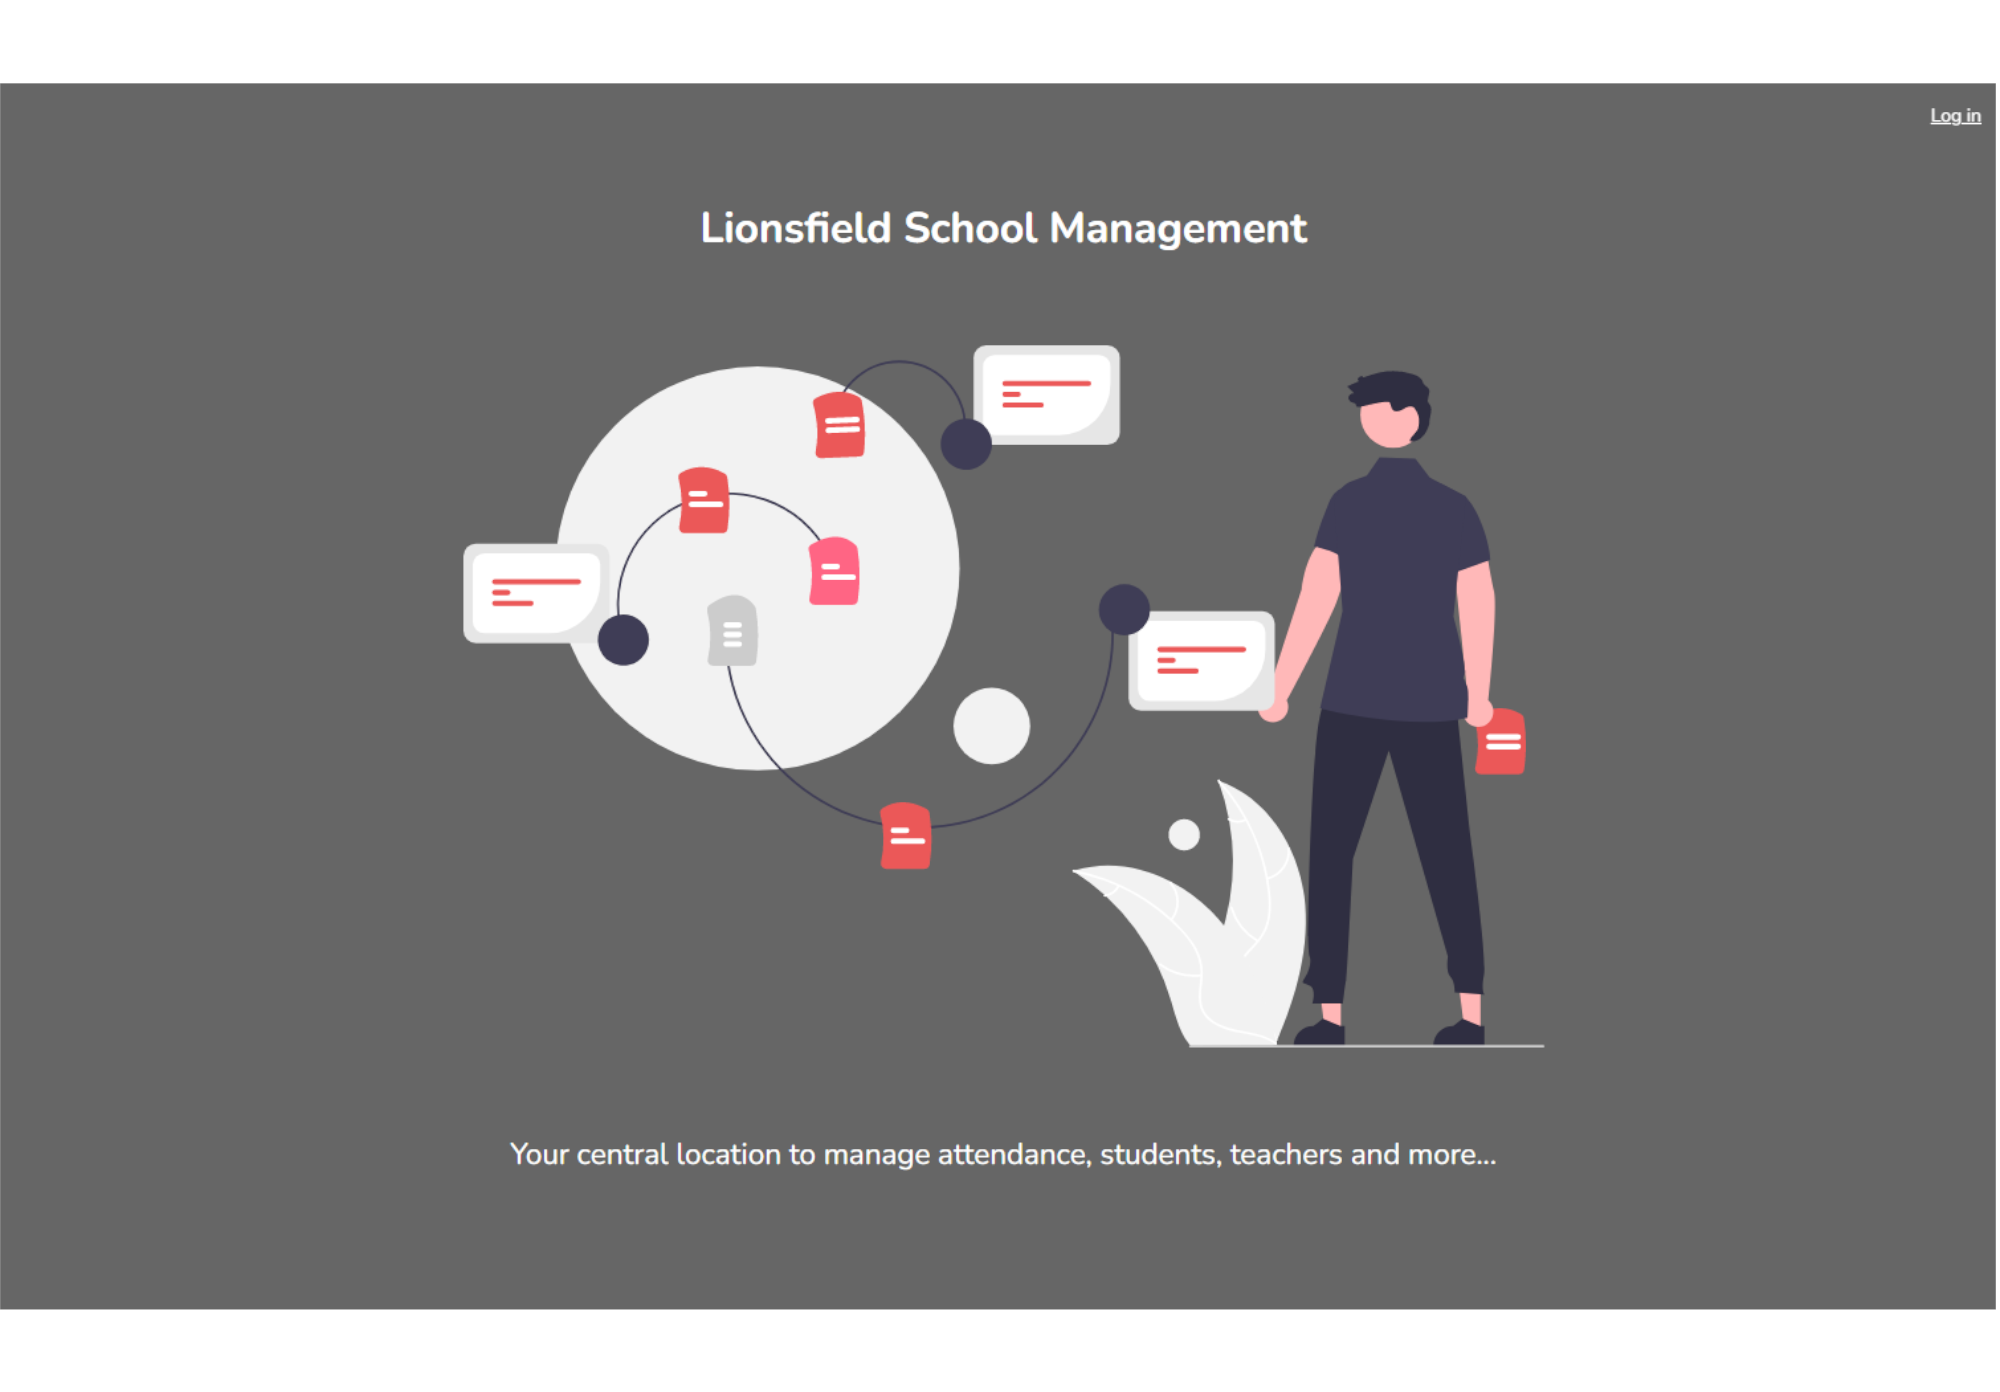 Log in
Lionsfield School Management
Your central location to manage attendance, students, teachers and more...